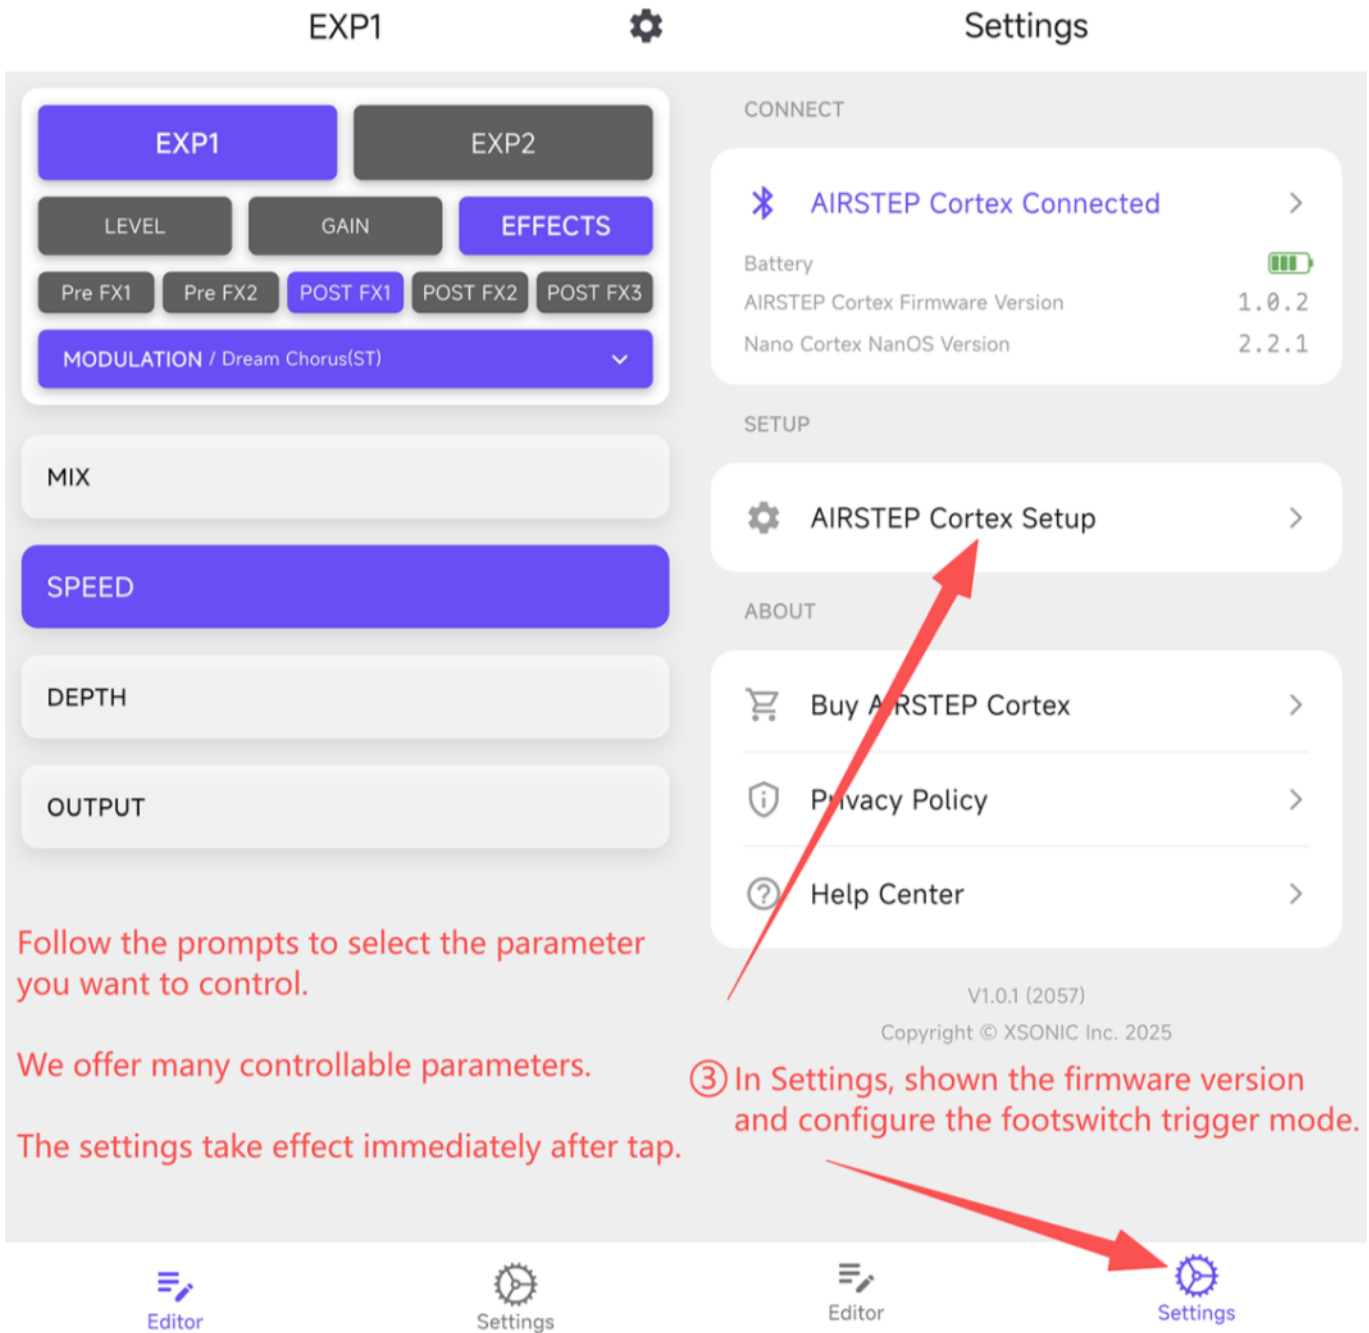 EXP1
EXP1 EXP2
LEVEL GAIN EFFECTS
Pre FX1 Pre FX2 POST FX1 POST FX2 POST FX3
MODULATION / Dream Chorus(ST)
MIX
SPEED
DEPTH
OUTPUT
Follow the prompts to select the parameter
you want to control.
We offer many controllable parameters.
The settings take effect immediately after tap.
Editor Settings
Settings
CONNECT
AIRSTEP Cortex Connected
Battery
AIRSTEP Cortex Firmware Version 1.0.2
Nano Cortex NanOS Version 2.2.1
SETUP
AIRSTEP Cortex Setup
ABOUT
Buy AIRSTEP Cortex
Privacy Policy
Help Center
V1.0.1 (2057)
Copyright © XSONIC Inc. 2025
③ In Settings, shown the firmware version
and configure the footswitch trigger mode.
Editor Settings